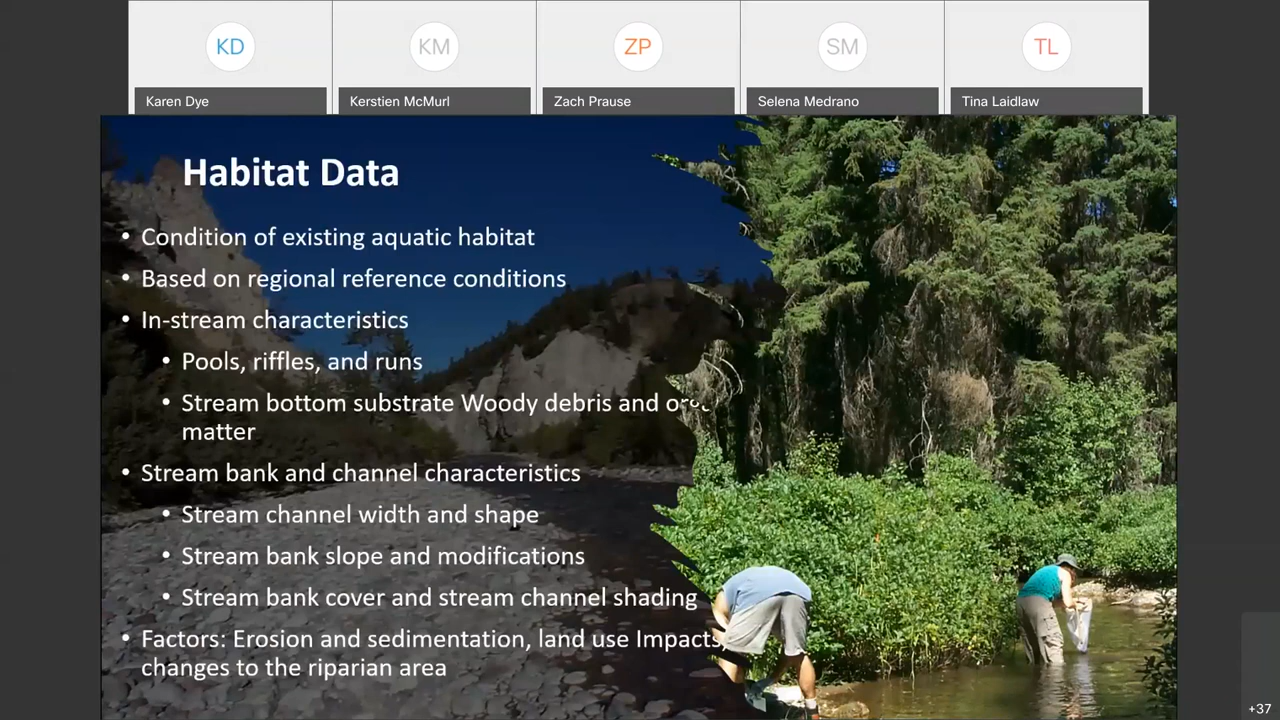 KD
KM
ZP
SM
TL
Karen Dye
Kerstien McMurl
Zach Prause
Selena Medrano
Tina Laidlaw
Habitat Data
• Condition of existing aquatic habitat
• Based on regional reference conditions
• In-stream characteristics
• Pools, riffles, and runs
• Stream bottom substrate Woody debris and
matter
• Stream bank and channel characteristics
• Stream channel width and shape
• Stream bank slope and modifications
• Stream bank cover and stream channel shading
• Factors: Erosion and sedimentation, land use Impacts,
changes to the riparian area
+37